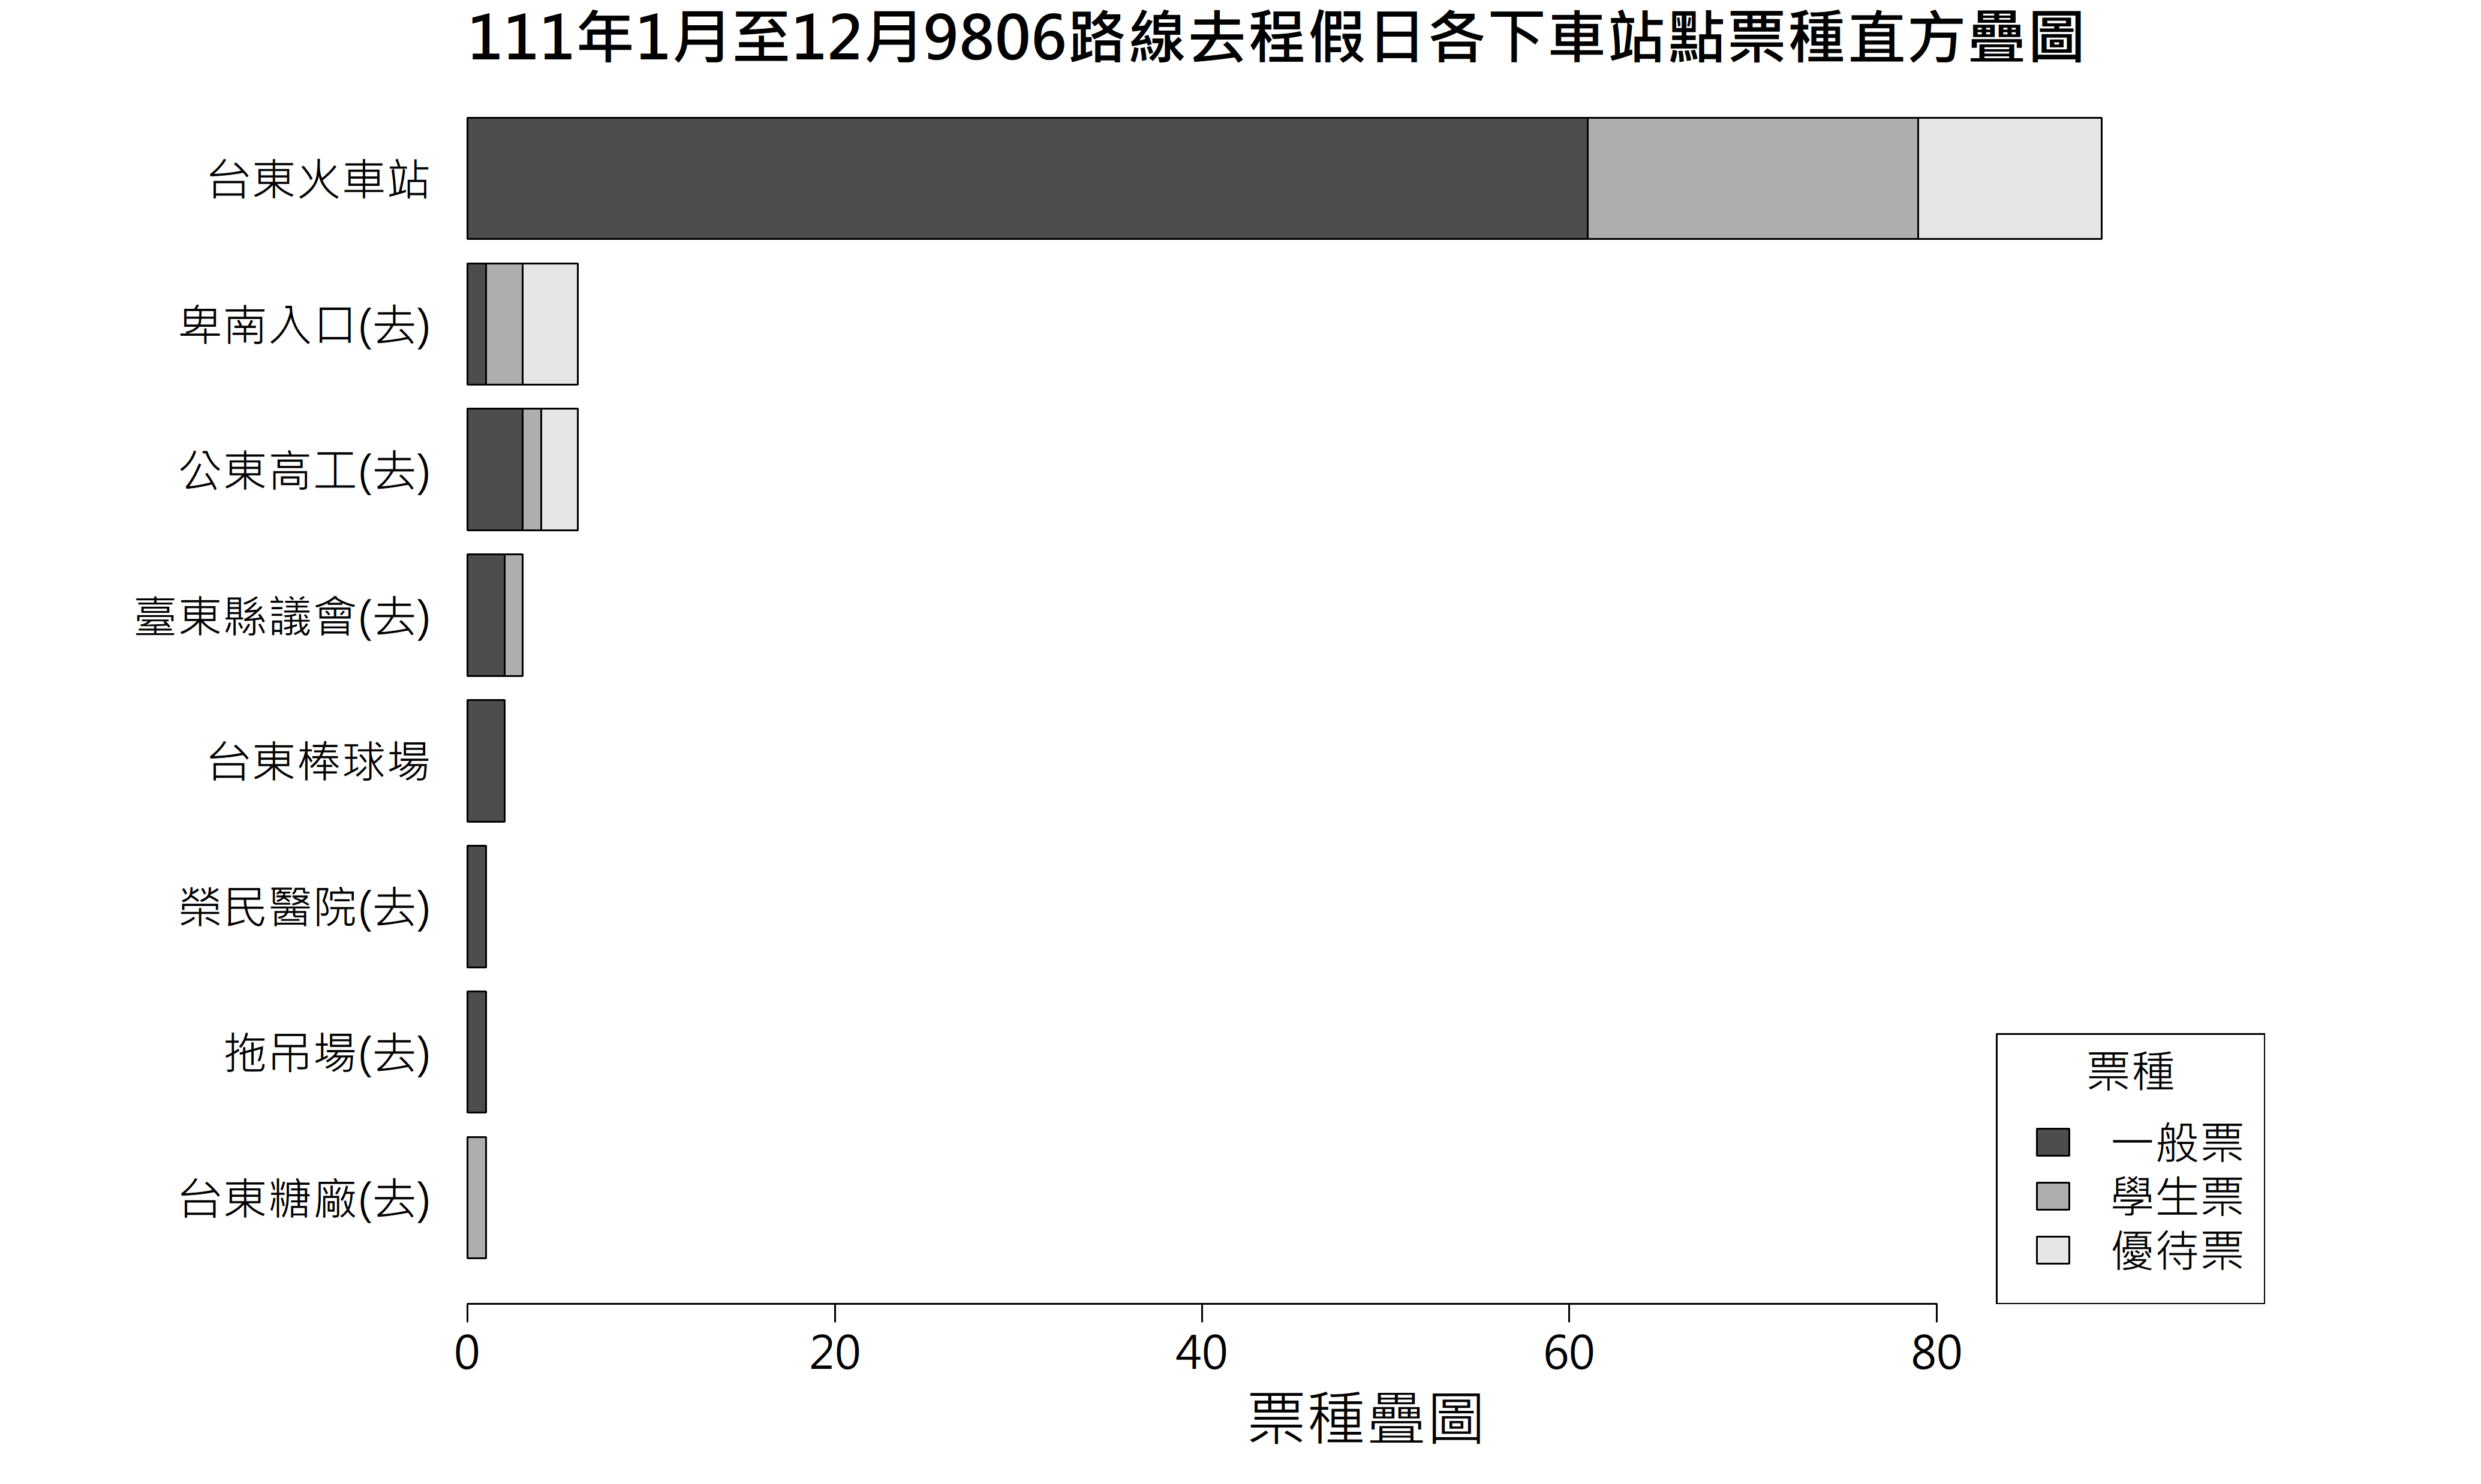 111年1月至12月9806路線去程假日各下車站點票種直方疊圖
台東火車站
卑南入口(去)
公東高工(去)
臺東縣議會(去)
台東棒球場
榮民醫院(去)
拖吊場(去)
台東糖廠(去)
票種
一般票
學生票
優待票
0 20 40 60 80
票種疊圖